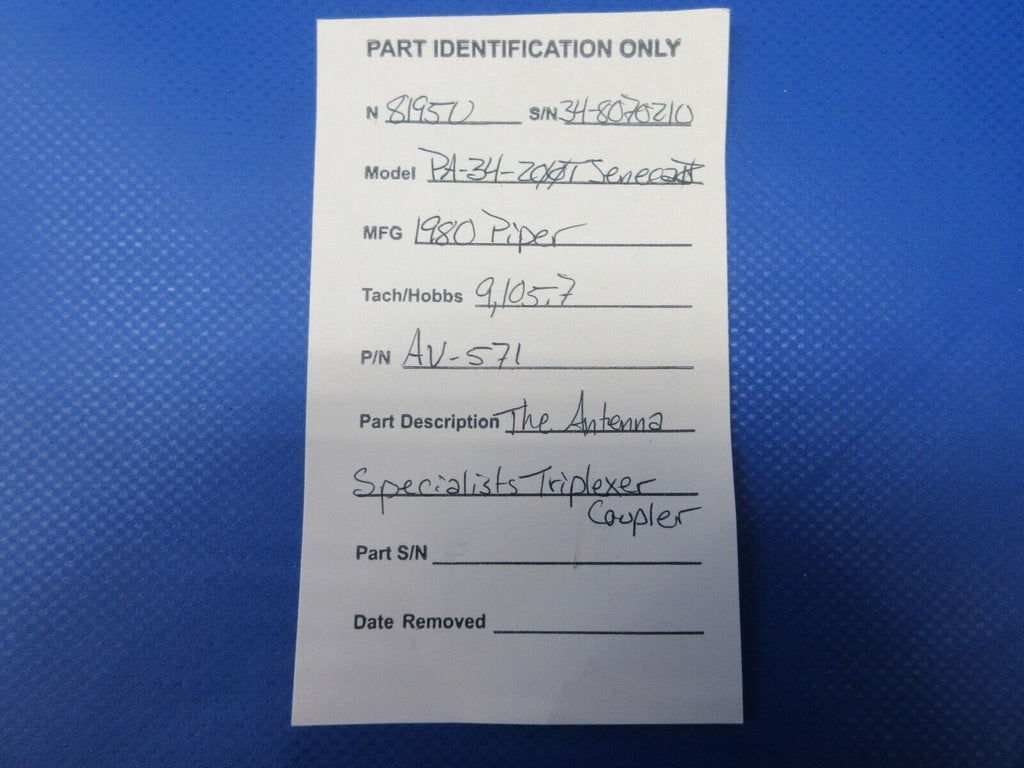 PART IDENTIFICATION ONLY
N 8195U S/N 34-8070210
Model PA-34-200T Seneca II
MFG 1980 Piper
Tach/Hobbs 9,105.7
P/N AV-571
Part Description The Antenna
Specialists Triplexer
Coupler
Part S/N
Date Removed